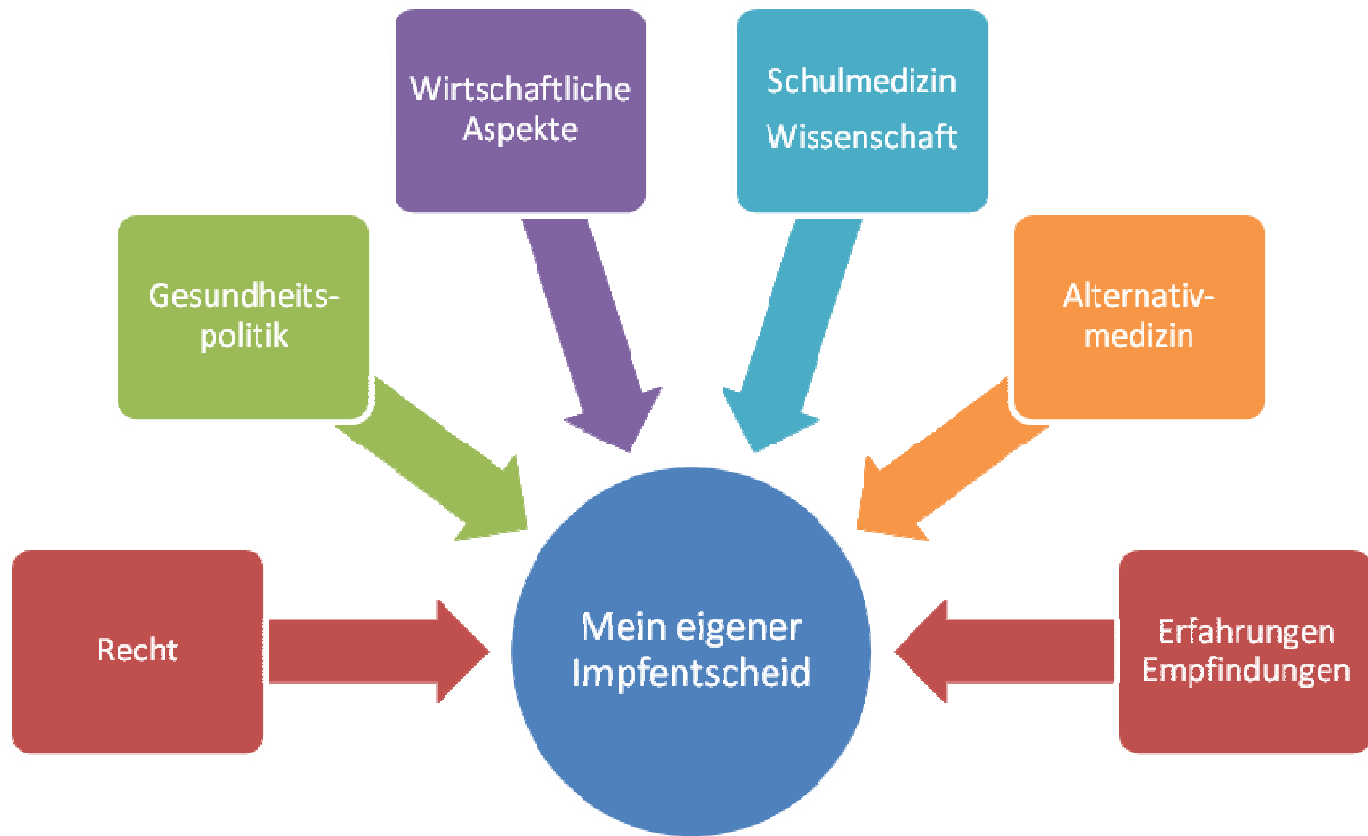 Wirtschaftliche
Aspekte
Schulmedizin
Wissenschaft
Gesundheits-
politik
Alternativ-
medizin
Recht
Mein eigener
Impfentscheid
Erfahrungen
Empfindungen